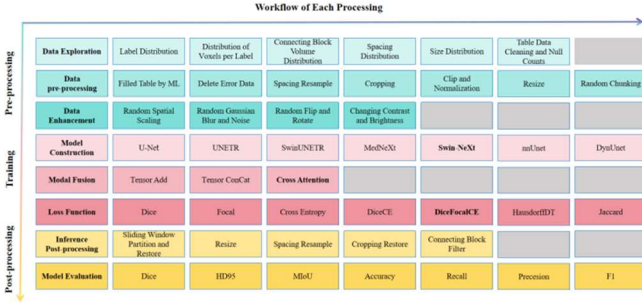 Workflow of Each Processing
Pre-processing
Training
Post-processing
Data Exploration
Label Distribution
Distribution of
Voxels per Label
Connecting Block
Volume
Distribution
Spacing
Distribution
Size Distribution
Table Data
Cleaning and Null
Counts
Data
pre-processing
Filled Table by ML
Delete Error Data
Spacing Resample
Cropping
Clip and
Normalization
Resize
Random Chunking
Data
Enhancement
Random Spatial
Scaling
Random Gaussian
Blur and Noise
Random Flip and
Rotate
Changing Contrast
and Brightness
Model
Construction
U-Net
UNETR
SwinUNETR
MedNeXt
Swin-NeXt
nnUnet
DynUnet
Modal Fusion
Tensor Add
Tensor ConCat
Cross Attention
Loss Function
Dice
Focal
Cross Entropy
DiceCE
DiceFocalCE
HausdorffDT
Jaccard
Inference
Post-processing
Sliding Window
Partition and
Restore
Resize
Spacing Resample
Cropping Restore
Connecting Block
Filter
Model Evaluation
Dice
HD95
MIoU
Accuracy
Recall
Precesion
F1